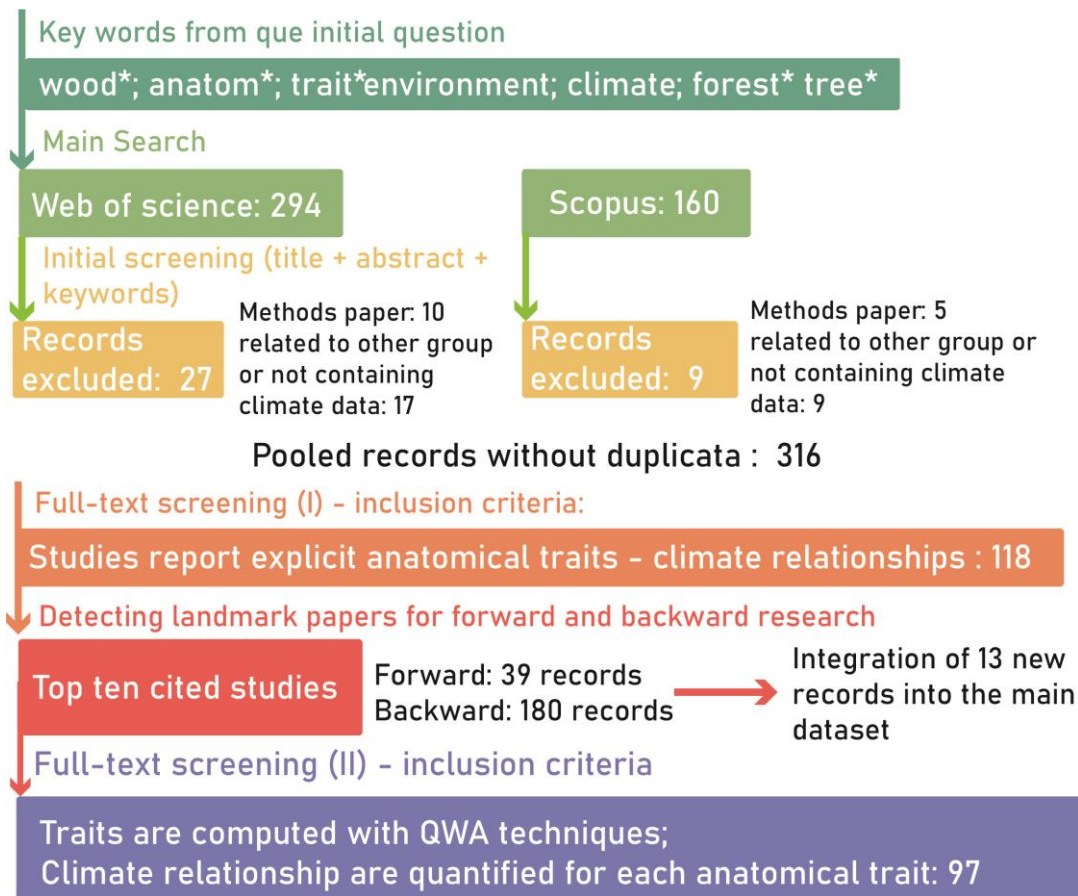 Key words from que initial question
wood*; anatom*; trait*environment; climate; forest* tree*
Main Search
Web of science: 294
Scopus: 160
Initial screening (title + abstract +
keywords)
Records
excluded: 27
Methods paper: 10
related to other group
or not containing
climate data: 17
Records
excluded: 9
Methods paper: 5
related to other group or
not containing climate
data: 9
Pooled records without duplicata : 316
Full-text screening (I) - inclusion criteria:
Studies report explicit anatomical traits - climate relationships : 118
Detecting landmark papers for forward and backward research
Top ten cited studies
Forward: 39 records
Backward: 180 records
Integration of 13 new
records into the main
dataset
Full-text screening (II) - inclusion criteria
Traits are computed with QWA techniques;
Climate relationship are quantified for each anatomical trait: 97